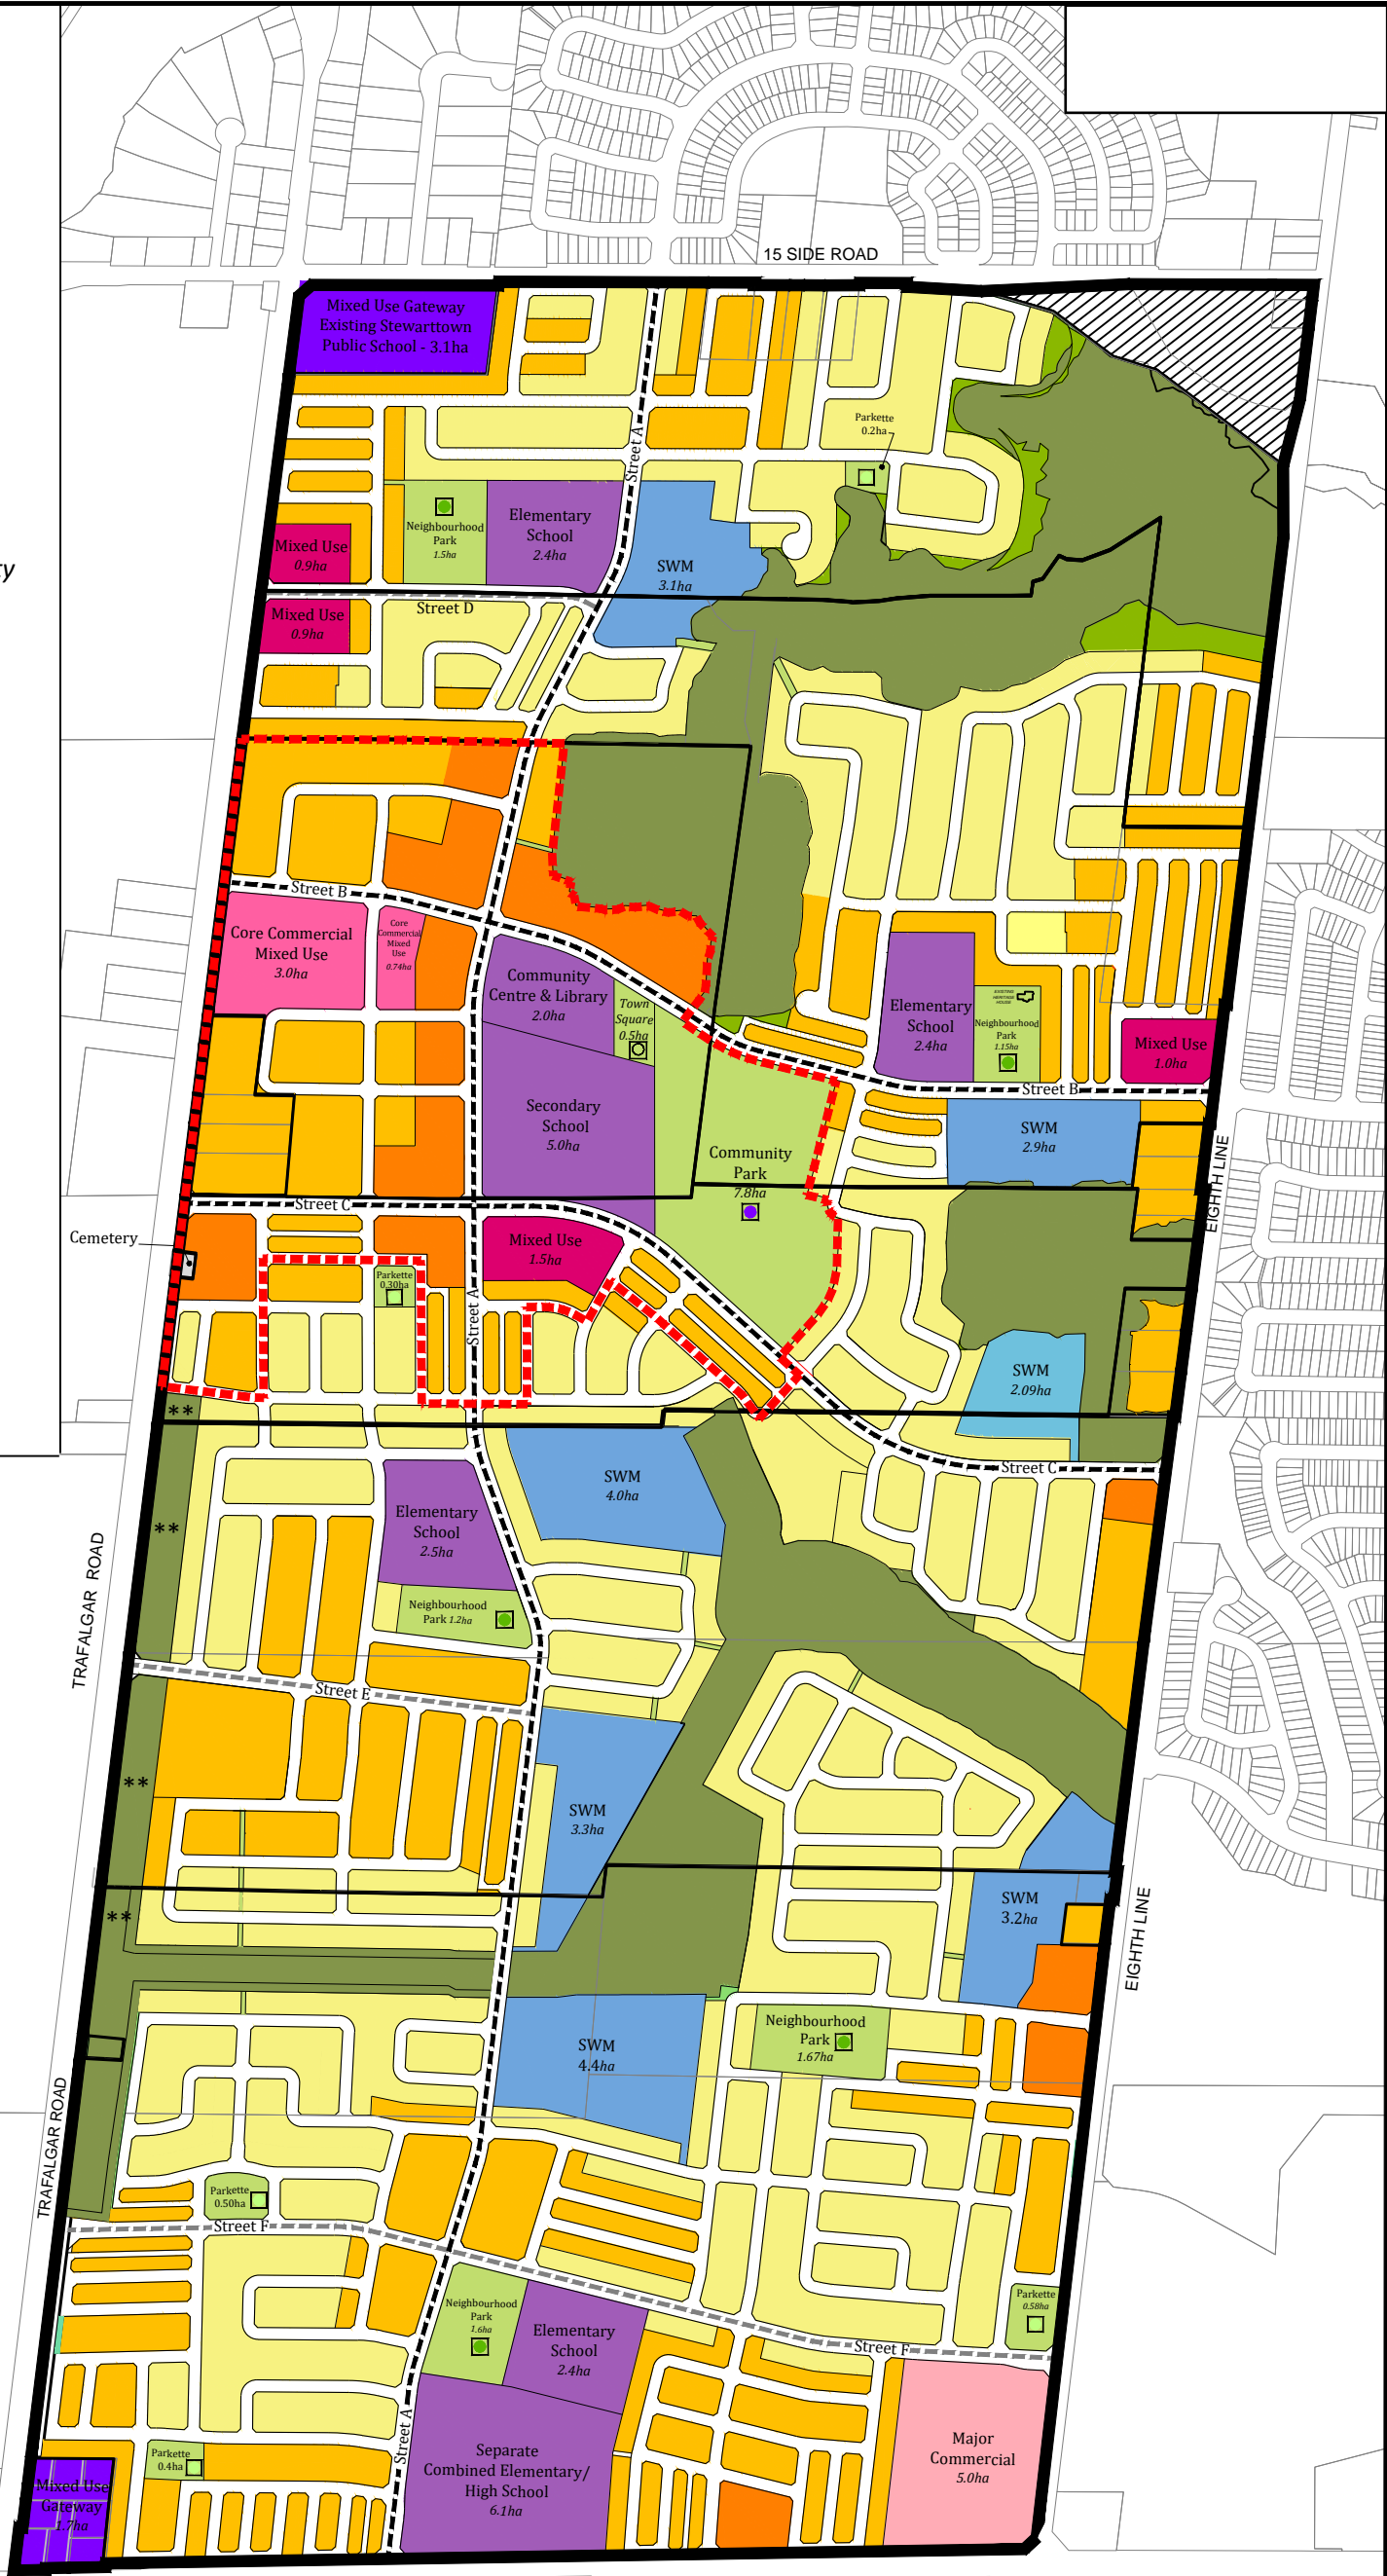 15 SIDE ROAD
Mixed Use Gateway
Existing Stewarttown
Public School - 3.1ha
Parkette
0.2ha
Street A
Neighbourhood
Park
1.5ha
Elementary
School
2.4ha
Mixed Use
0.9ha
SWM
3.1ha
y
Mixed Use
0.9ha
Street D
Street B
Core Commercial
Mixed Use
3.0ha
Core
Commercial
Mixed
Use
0.74ha
Community
Centre & Library
2.0ha
Town
Square
0.5ha
Elementary
School
2.4ha
EXISTING
HERITAGE
HOUSE
Neighbourhood
Park
1.15ha
Mixed Use
1.0ha
Street B
Secondary
School
5.0ha
SWM
2.9ha
Community
Park
7.8ha
EIGHTH LINE
Street C
Cemetery
Mixed Use
1.5ha
Parkette
0.30ha
Street A
SWM
2.09ha
**
Street C
SWM
4.0ha
Elementary
School
2.5ha
**
TRAFALGAR ROAD
Neighbourhood
Park 1.2ha
Street E
**
SWM
3.3ha
SWM
3.2ha
**
EIGHTH LINE
Neighbourhood
Park
1.67ha
SWM
4.4ha
TRAFALGAR ROAD
Parkette
0.50ha
Street F
Neighbourhood
Park
1.6ha
Elementary
School
2.4ha
Parkette
0.58ha
Street F
Street A
Major
Commercial
5.0ha
Parkette
0.4ha
Separate
Combined Elementary/
High School
6.1ha
Mixed Use
Gateway
1.7ha